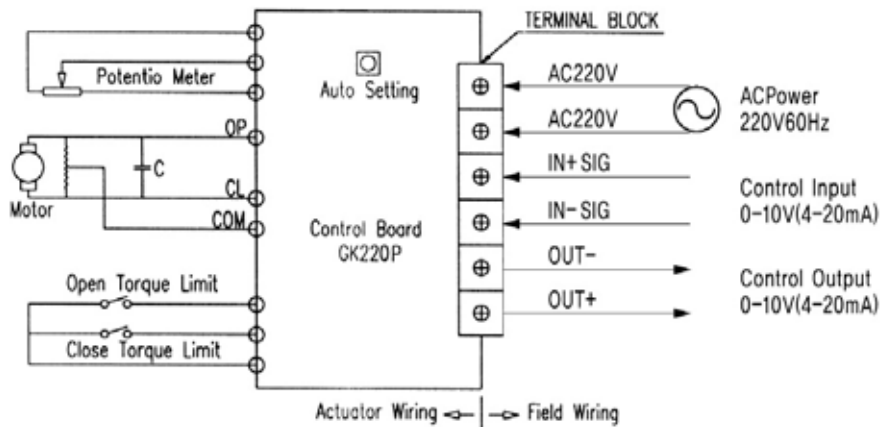 TERMINAL BLOCK
Potentio Meter
Auto Setting
AC220V
AC220V
ACPower
220V60Hz
OP
C
CL
COM
Motor
IN+SIG
IN-SIG
Control Input
0-10V(4-20mA)
Control Board
GK220P
OUT-
OUT+
Control Output
0-10V(4-20mA)
Open Torque Limit
Close Torque Limit
Actuator Wiring
Field Wiring